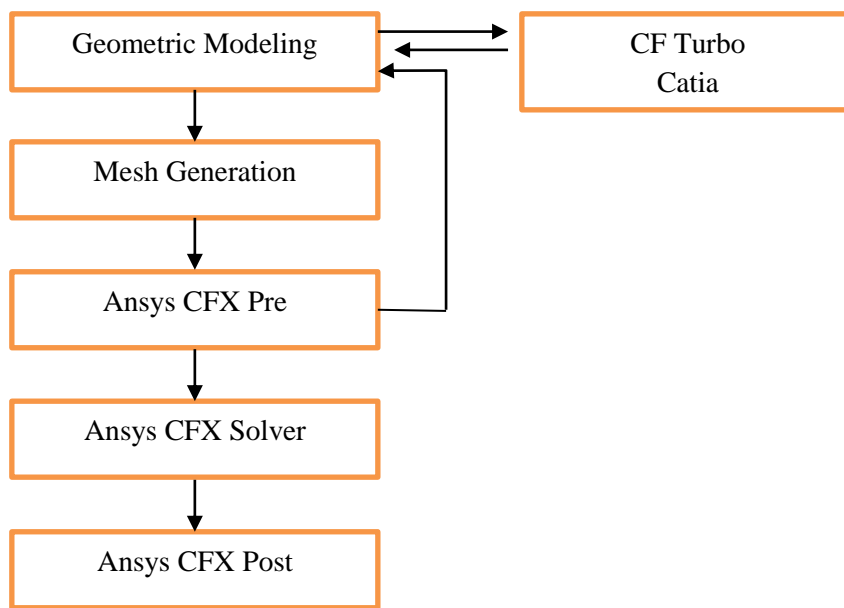 Geometric Modeling
CF Turbo
Catia
Mesh Generation
Ansys CFX Pre
Ansys CFX Solver
Ansys CFX Post